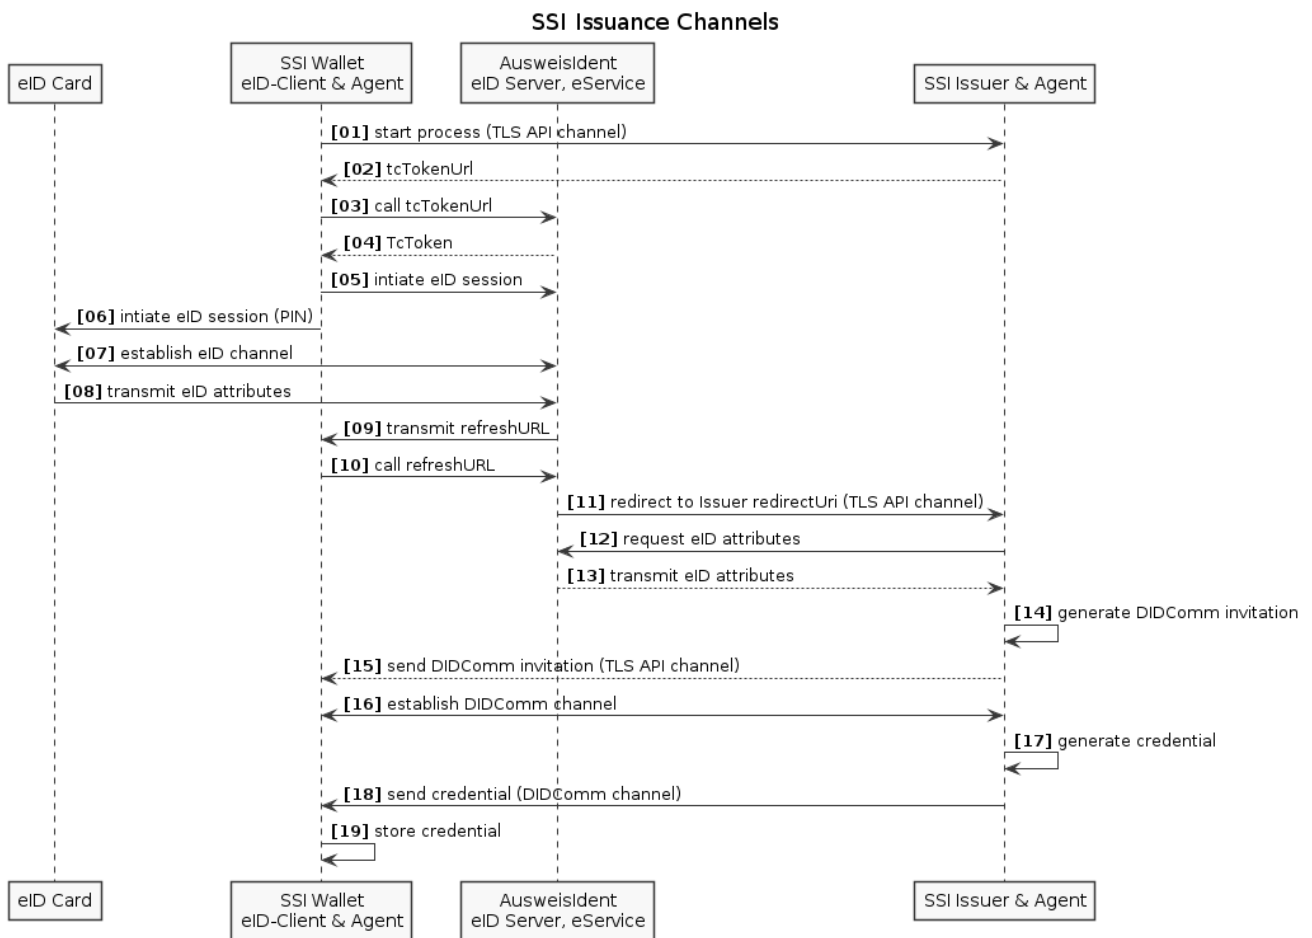 SSI Issuance Channels
eID Card
SSI Wallet
eID-Client & Agent
AusweisIdent
eID Server, eService
SSI Issuer & Agent
[01] start process (TLS API channel)
[02] tcTokenUrl
[03] call tcTokenUrl
[04] TcToken
[05] intiate eID session
[06] intiate eID session (PIN)
[07] establish eID channel
[08] transmit eID attributes
[09] transmit refreshURL
[10] call refreshURL
[11] redirect to Issuer redirectUri (TLS API channel)
[12] request eID attributes
[13] transmit eID attributes
[14] generate DIDComm invitation
[15] send DIDComm invitation (TLS API channel)
[16] establish DIDComm channel
[17] generate credential
[18] send credential (DIDComm channel)
[19] store credential
eID Card
SSI Wallet
eID-Client & Agent
AusweisIdent
eID Server, eService
SSI Issuer & Agent